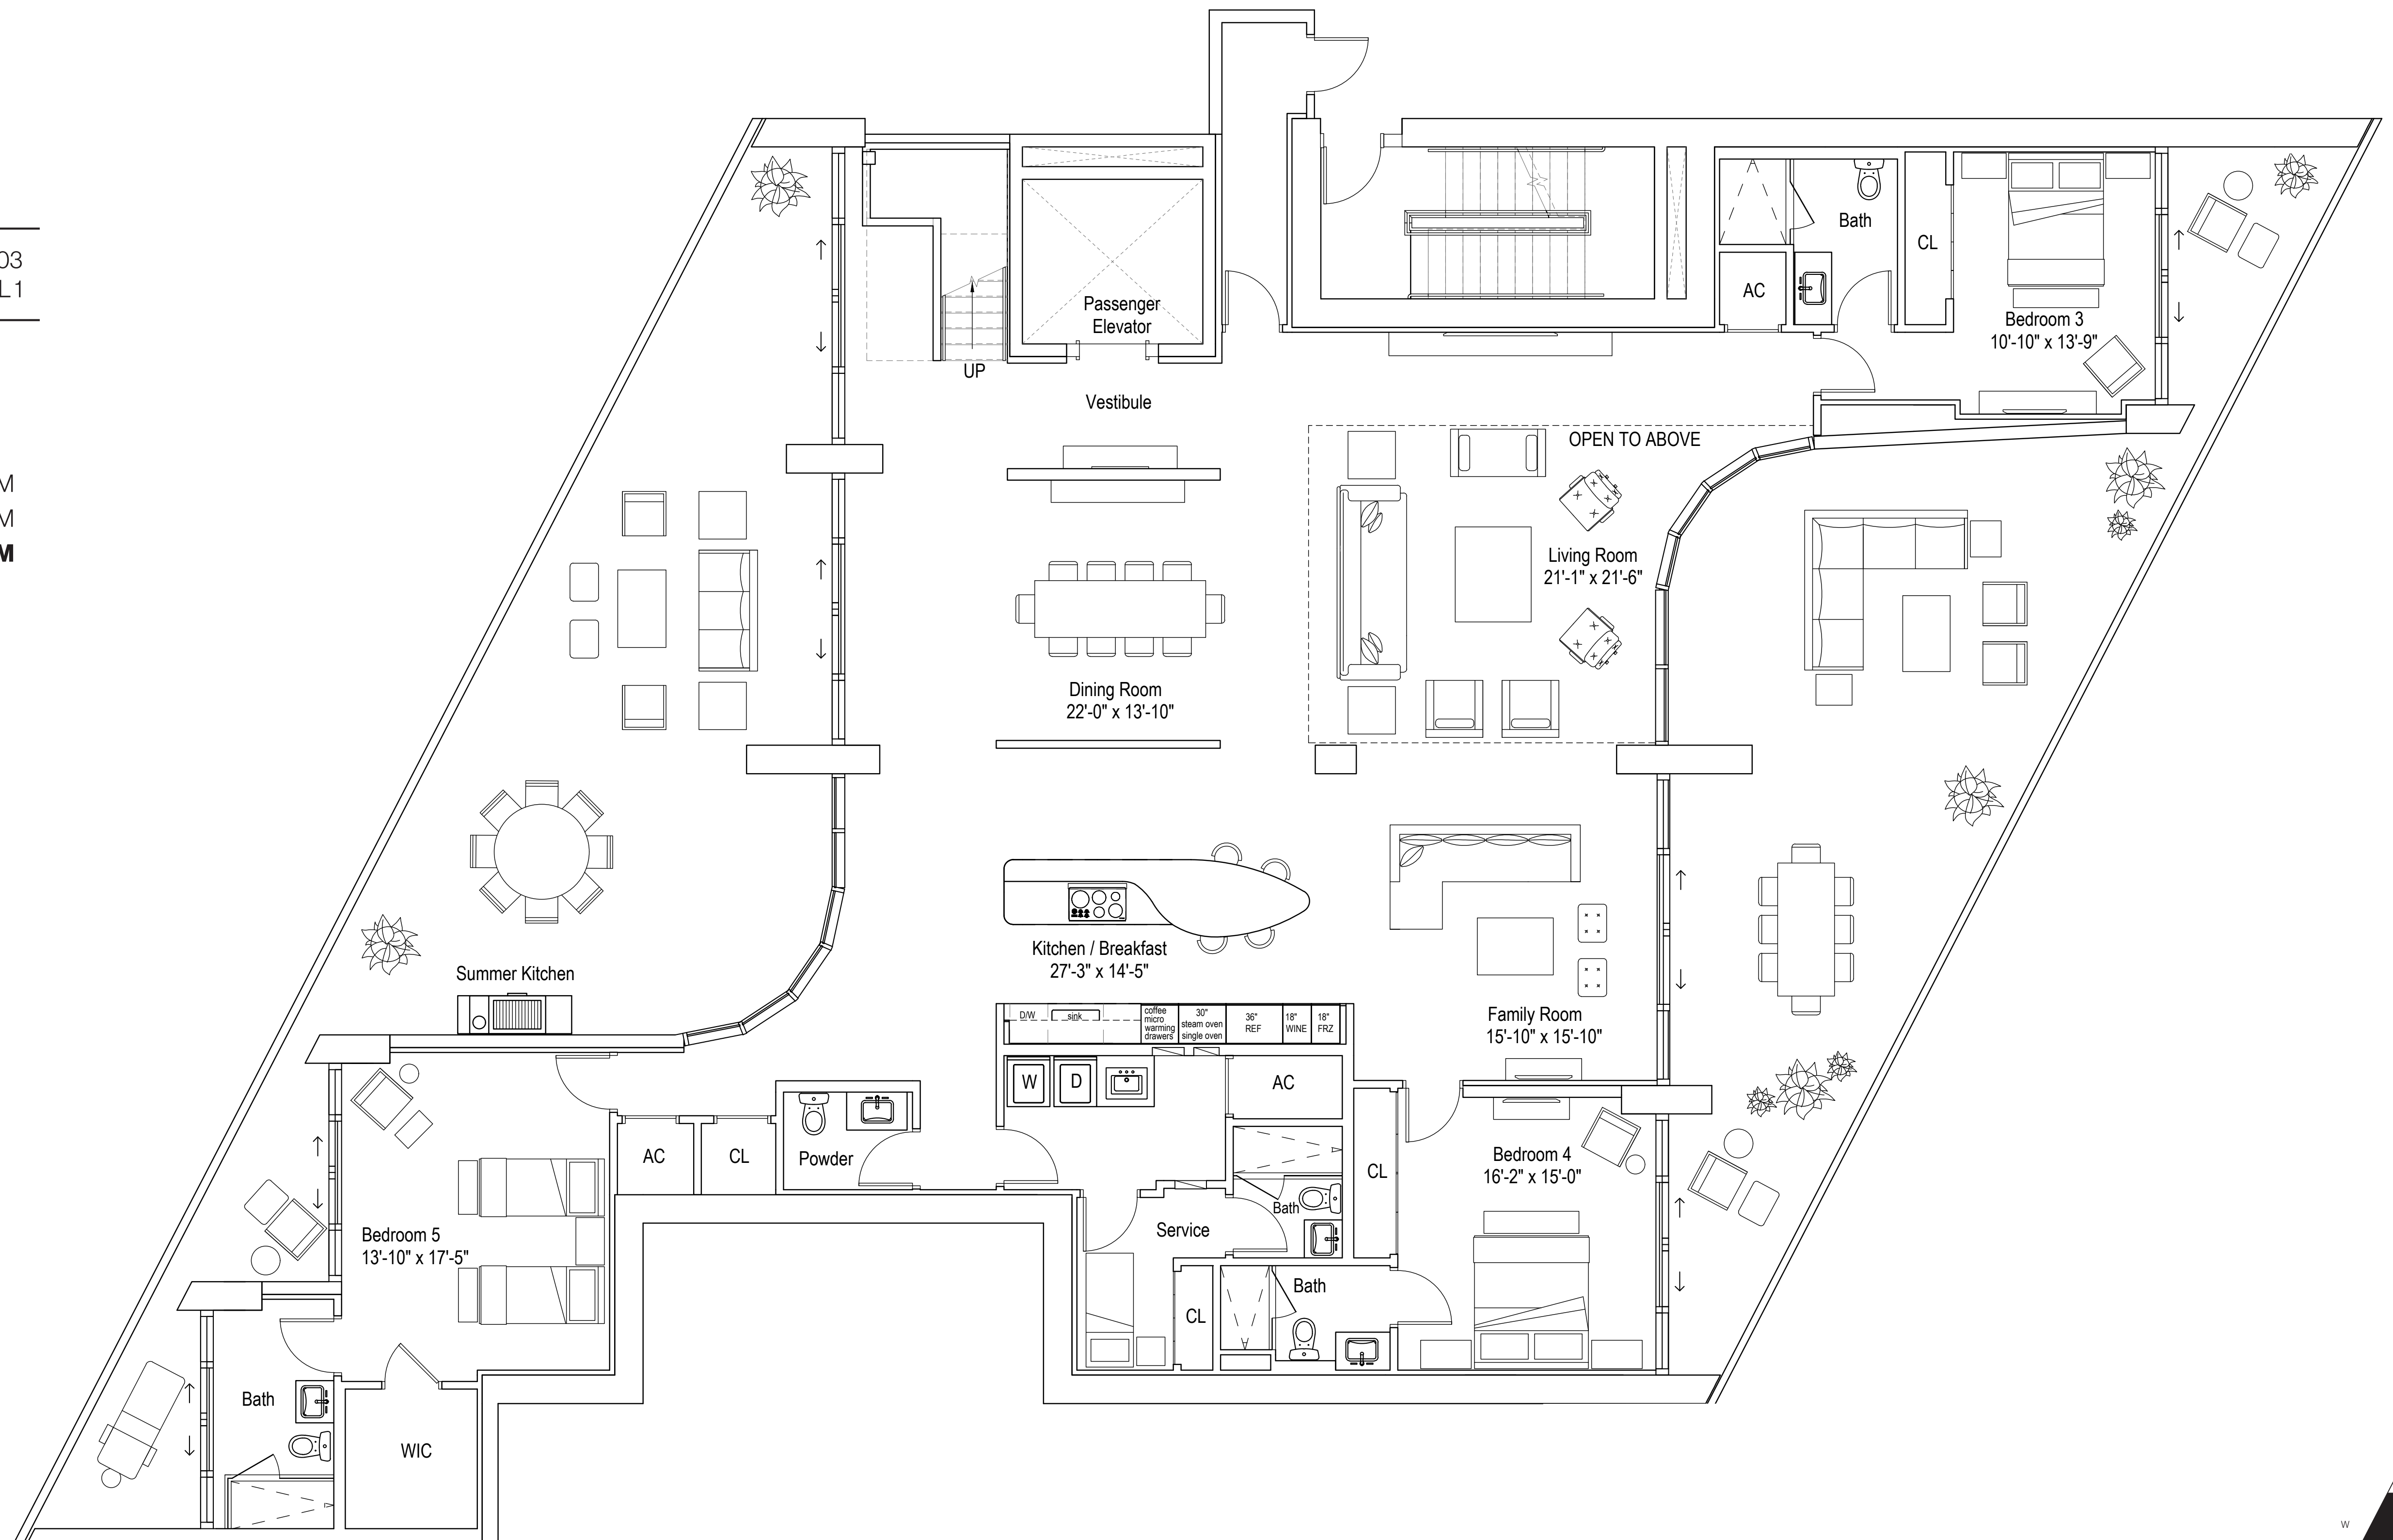 03
L1
M
M
M
Passenger
Elevator
UP
Vestibule
Bath
CL
AC
Bedroom 3
10'-10" x 13'-9"
OPEN TO ABOVE
Living Room
21'-1" x 21'-6"
Dining Room
22'-0" x 13'-10"
Kitchen / Breakfast
27'-3" x 14'-5"
Summer Kitchen
D/W
sink
coffee
micro
warming
drawers
30"
steam oven
single oven
36"
REF
18"
WINE
18"
FRZ
Family Room
15'-10" x 15'-10"
W
D
AC
AC
CL
Powder
CL
Bedroom 4
16'-2" x 15'-0"
Bath
Service
Bedroom 5
13'-10" x 17'-5"
Bath
CL
Bath
WIC
W